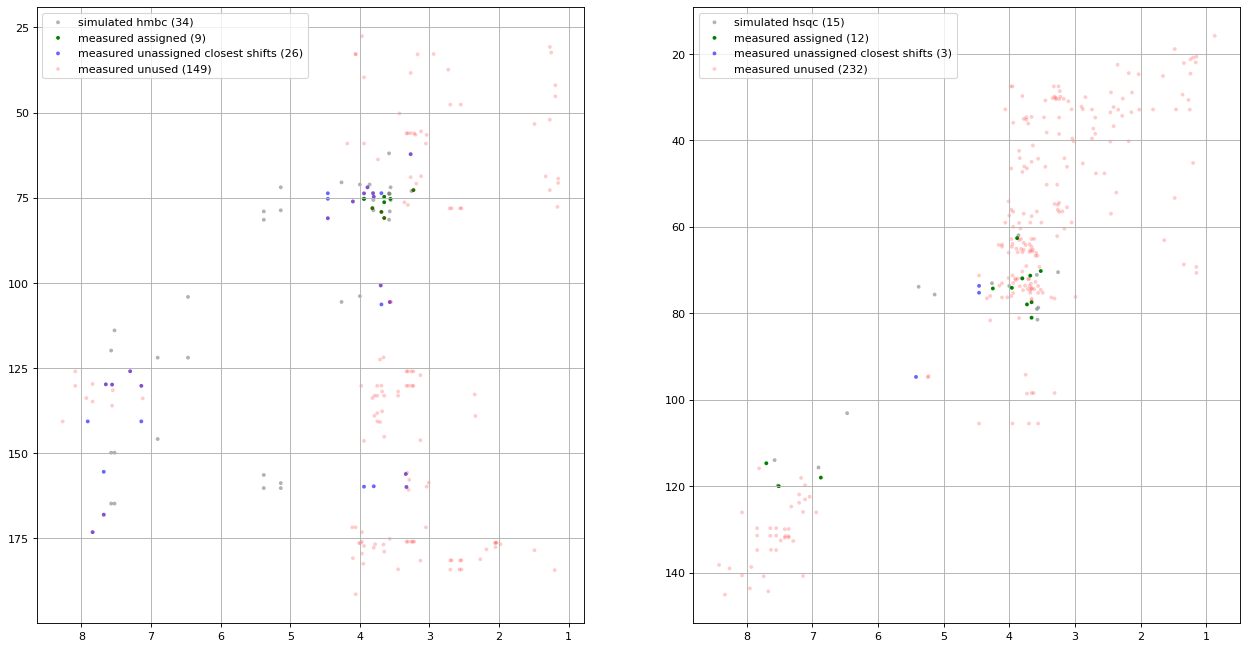 simulated hmbc (34)
measured assigned (9)
measured unassigned closest shifts (26)
measured unused (149)
25
50
75
100
125
150
175
8 7 6 5 4 3 2 1
simulated hsqc (15)
measured assigned (12)
measured unassigned closest shifts (3)
measured unused (232)
20
40
60
80
100
120
140
8 7 6 5 4 3 2 1